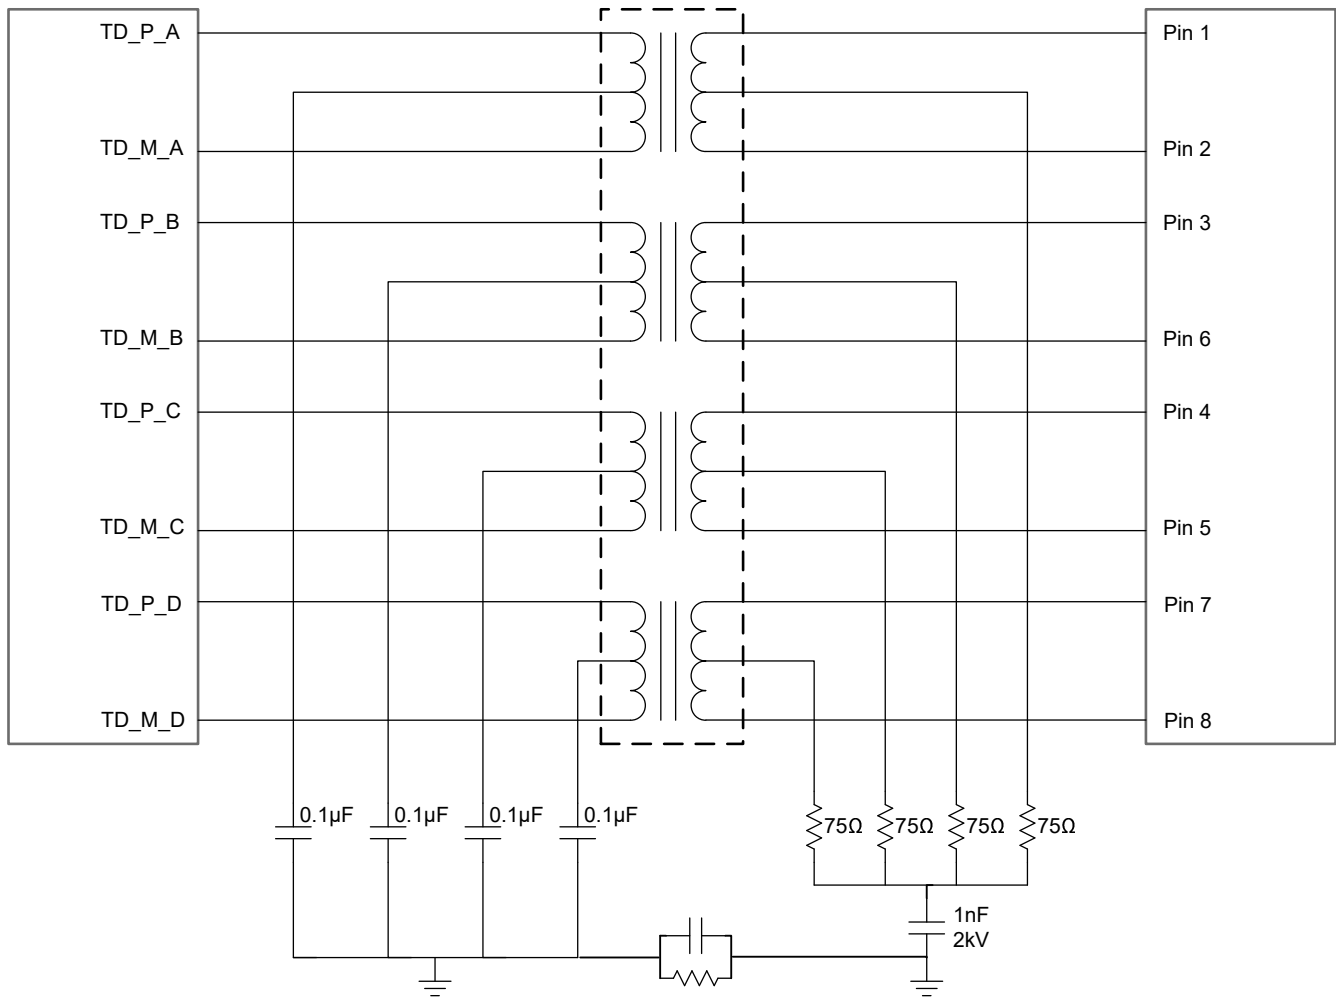 TD_P_A
Pin 1
TD_M_A
Pin 2
TD_P_B
Pin 3
TD_M_B
Pin 6
TD_P_C
Pin 4
TD_M_C
Pin 5
TD_P_D
Pin 7
TD_M_D
Pin 8
0.1µF
0.1µF
0.1µF
0.1µF
75Ω
75Ω
75Ω
75Ω
1nF
2kV